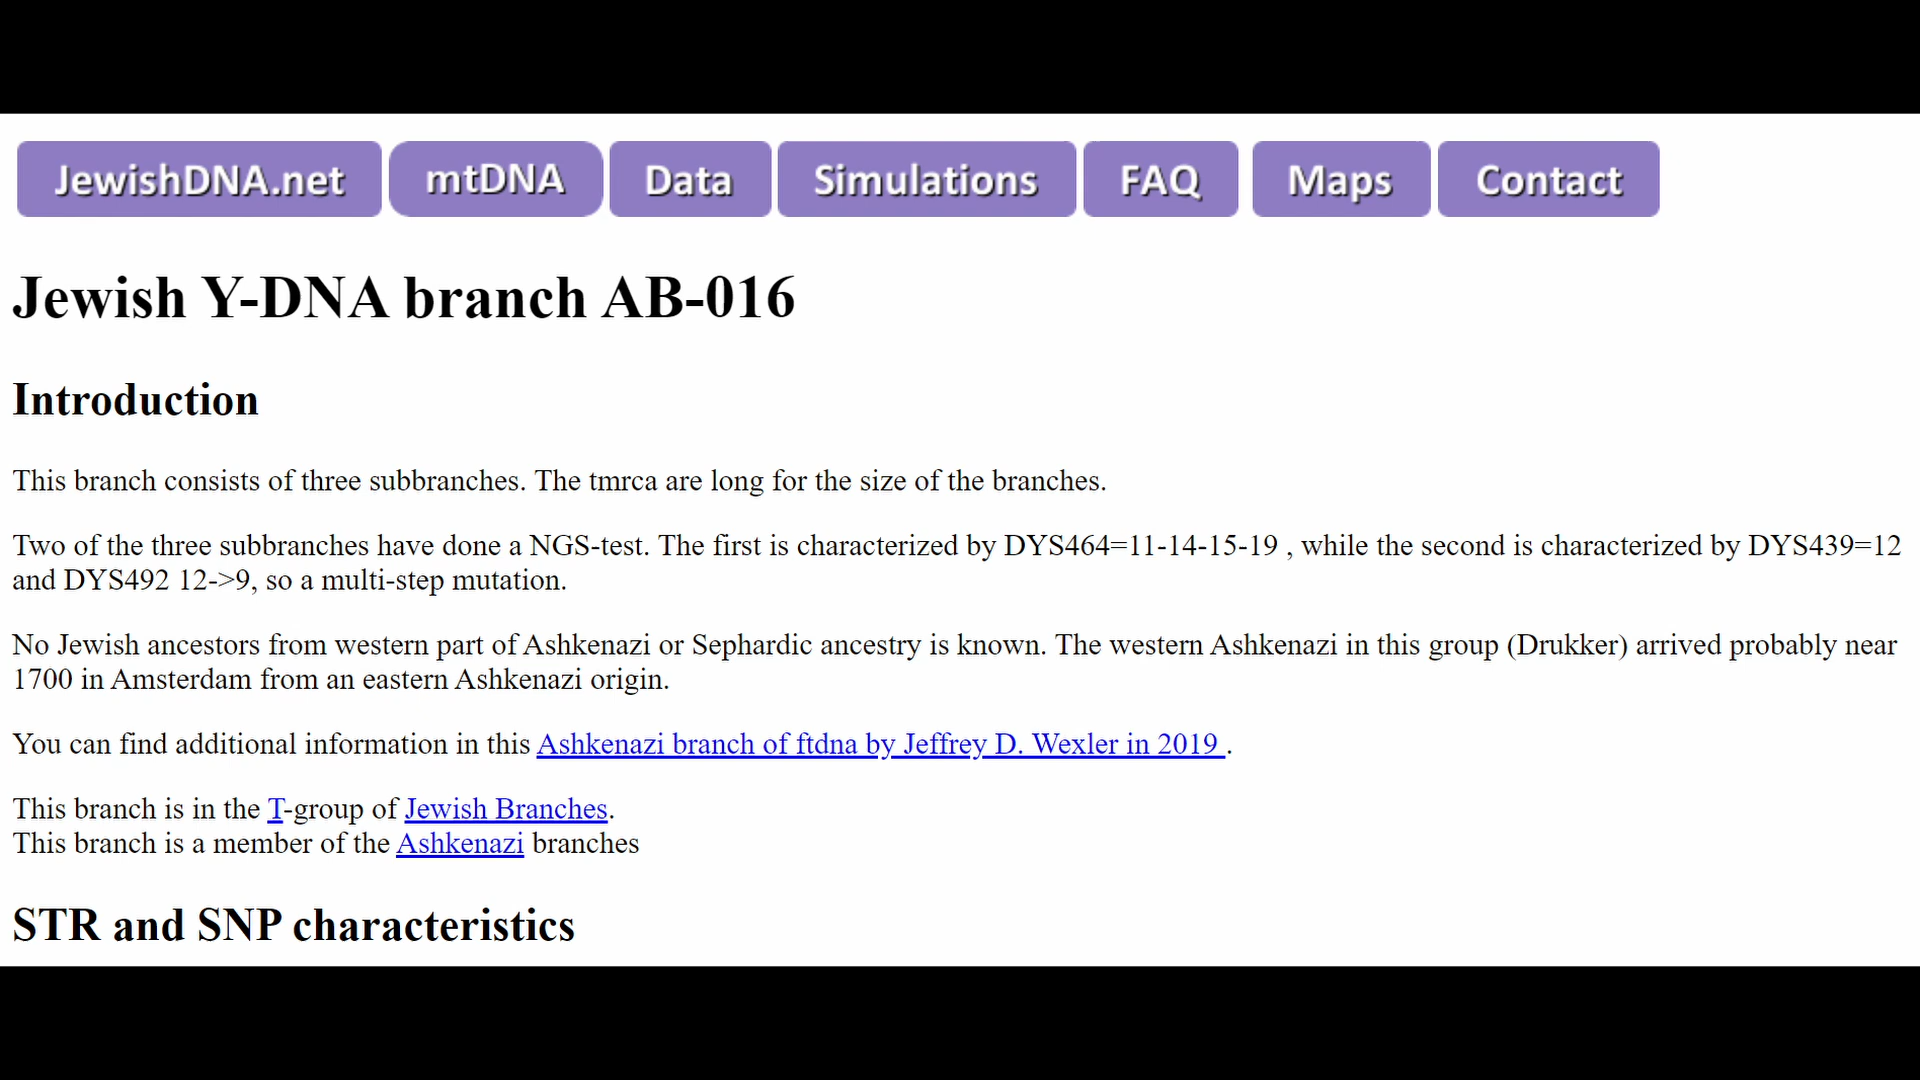 JewishDNA.net mtDNA Data Simulations FAQ Maps Contact
Jewish Y-DNA branch AB-016
Introduction
This branch consists of three subbranches. The tmrca are long for the size of the branches.
Two of the three subbranches have done a NGS-test. The first is characterized by DYS464=11-14-15-19 , while the second is characterized by DYS439=12
and DYS492 12->9, so a multi-step mutation.
No Jewish ancestors from western part of Ashkenazi or Sephardic ancestry is known. The western Ashkenazi in this group (Drukker) arrived probably near
1700 in Amsterdam from an eastern Ashkenazi origin.
You can find additional information in this Ashkenazi branch of ftdna by Jeffrey D. Wexler in 2019 .
This branch is in the T-group of Jewish Branches.
This branch is a member of the Ashkenazi branches
STR and SNP characteristics